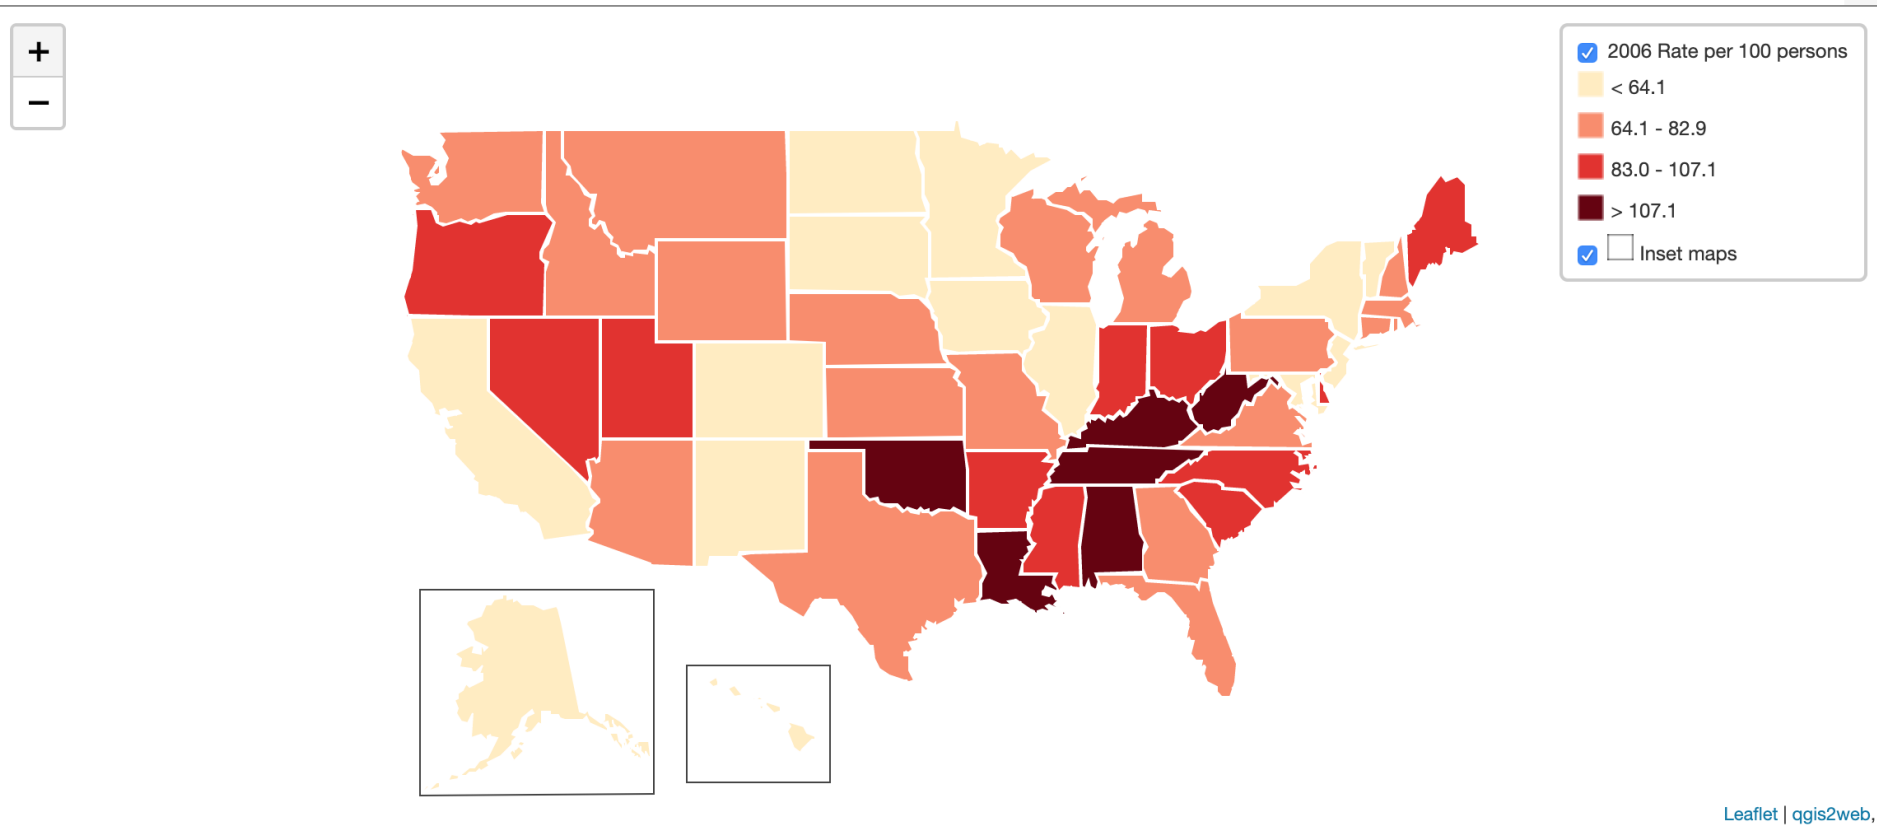 +
−
2006 Rate per 100 persons
< 64.1
64.1 - 82.9
83.0 - 107.1
> 107.1
Inset maps
Leaflet | qgis2web,